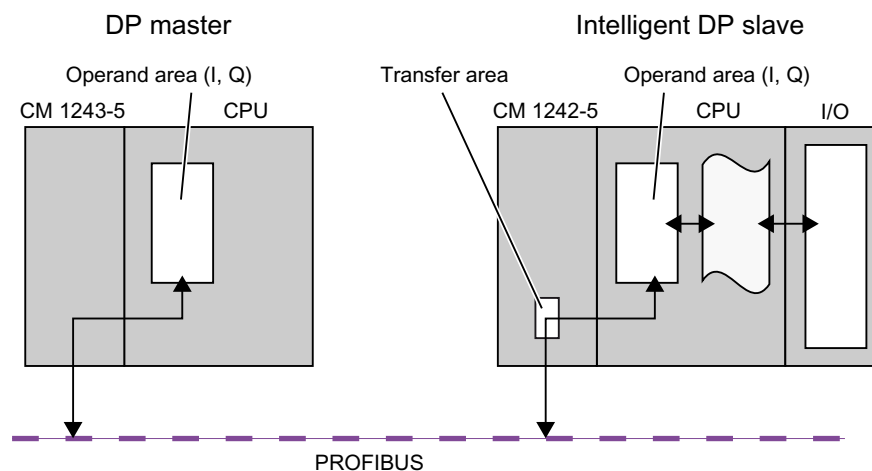 DP master
Intelligent DP slave
Operand area (I, Q)
Transfer area
Operand area (I, Q)
CM 1243-5
CPU
CM 1242-5
CPU
I/O
PROFIBUS